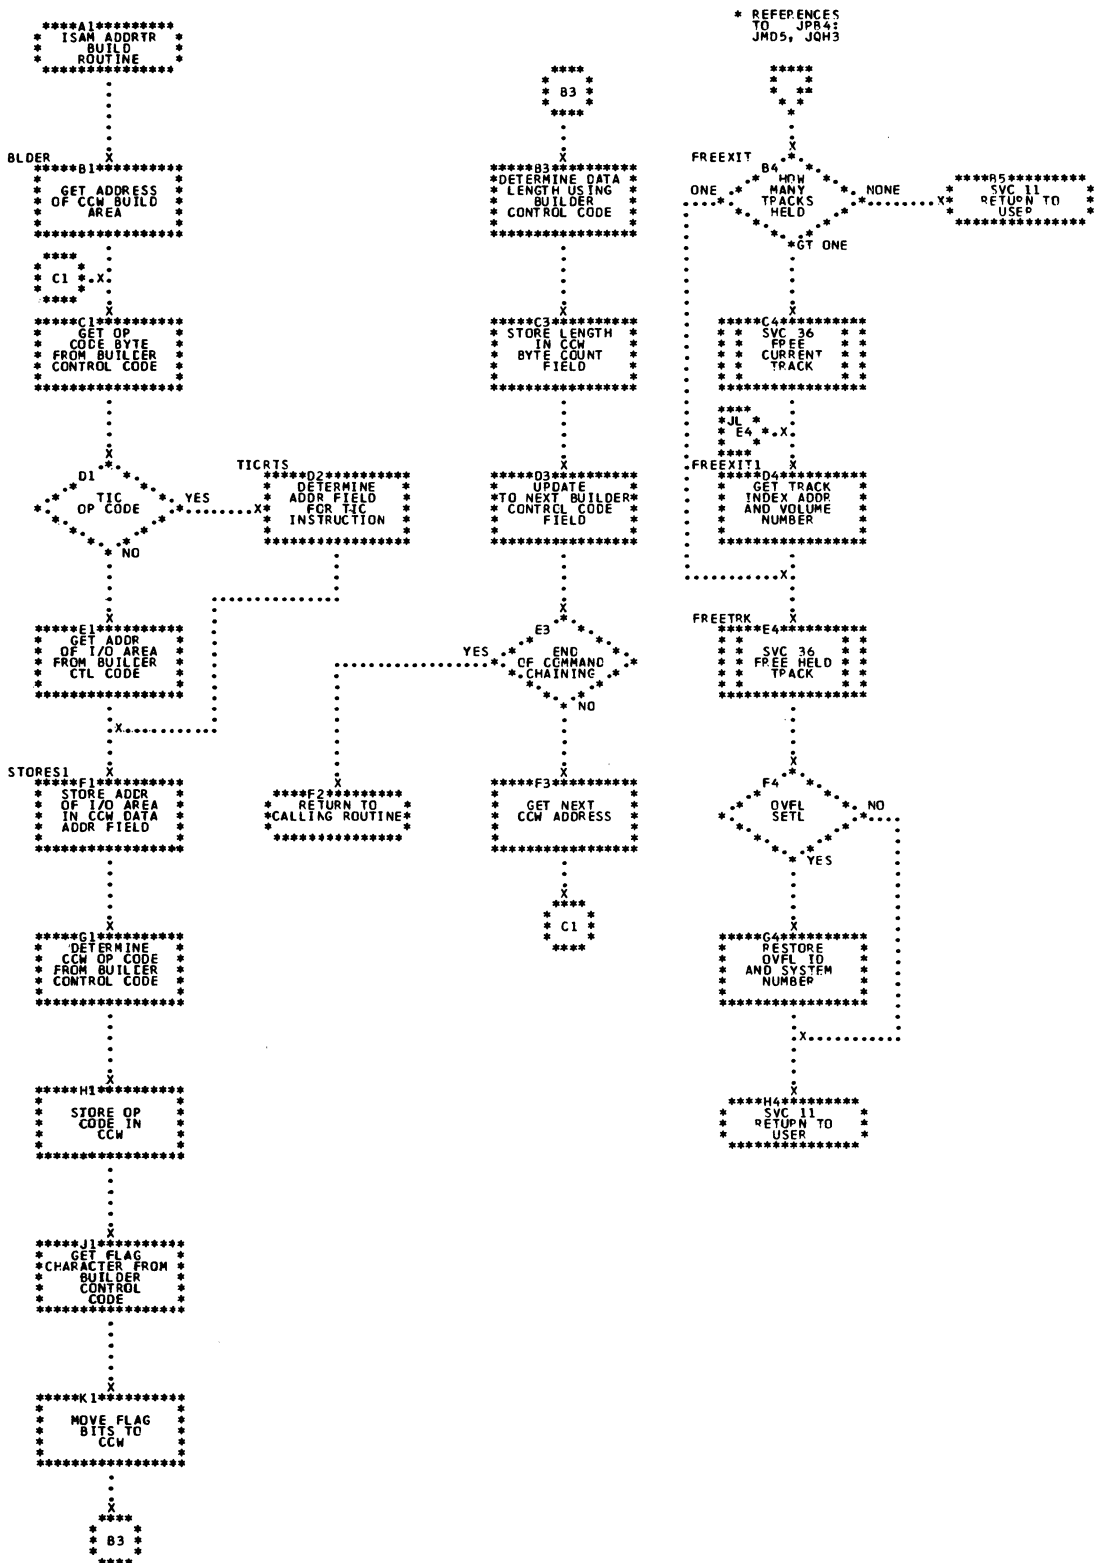 A1
ISAM ADDRTR
BUILD
ROUTINE
BLDER
B1
GET ADDRESS
OF CCW BUILD
AREA
C1
C1
GET OP
CODE BYTE
FROM BUILDER
CONTROL CODE
D1
TIC
OP CODE
YES
NO
TICRTS
D2
DETERMINE
ADDR FIELD
FOR TIC
INSTRUCTION
E1
GET ADDR
OF I/O AREA
FROM BUILDER
CTL CODE
STORES1
F1
STORE ADDR
OF I/O AREA
IN CCW DATA
ADDR FIELD
G1
DETERMINE
CCW OP CODE
FROM BUILDER
CONTROL CODE
H1
STORE OP
CODE IN
CCW
J1
GET FLAG
CHARACTER FROM
BUILDER
CONTROL
CODE
K1
MOVE FLAG
BITS TO
CCW
B3
B3
B3
DETERMINE DATA
LENGTH USING
BUILDER
CONTROL CODE
C3
STORE LENGTH
IN CCW
BYTE COUNT
FIELD
D3
UPDATE
TO NEXT BUILDER
CONTROL CODE
FIELD
E3
END
OF COMMAND
CHAINING
YES
NO
F2
RETURN TO
CALLING ROUTINE
F3
GET NEXT
CCW ADDRESS
C1
* REFERENCES
TO JPB4:
JMD5, JQH3
FREEXIT
B4
HOW
MANY
TRACKS
HELD
ONE
NONE
GT ONE
B5
SVC 11
RETURN TO
USER
C4
SVC 36
FREE
CURRENT
TRACK
JL
E4
FREEXIT1
D4
GET TRACK
INDEX ADDR
AND VOLUME
NUMBER
FREETRK
E4
SVC 36
FREE HELD
TRACK
F4
OVFL
SETL
NO
YES
G4
RESTORE
OVFL ID
AND SYSTEM
NUMBER
H4
SVC 11
RETURN TO
USER